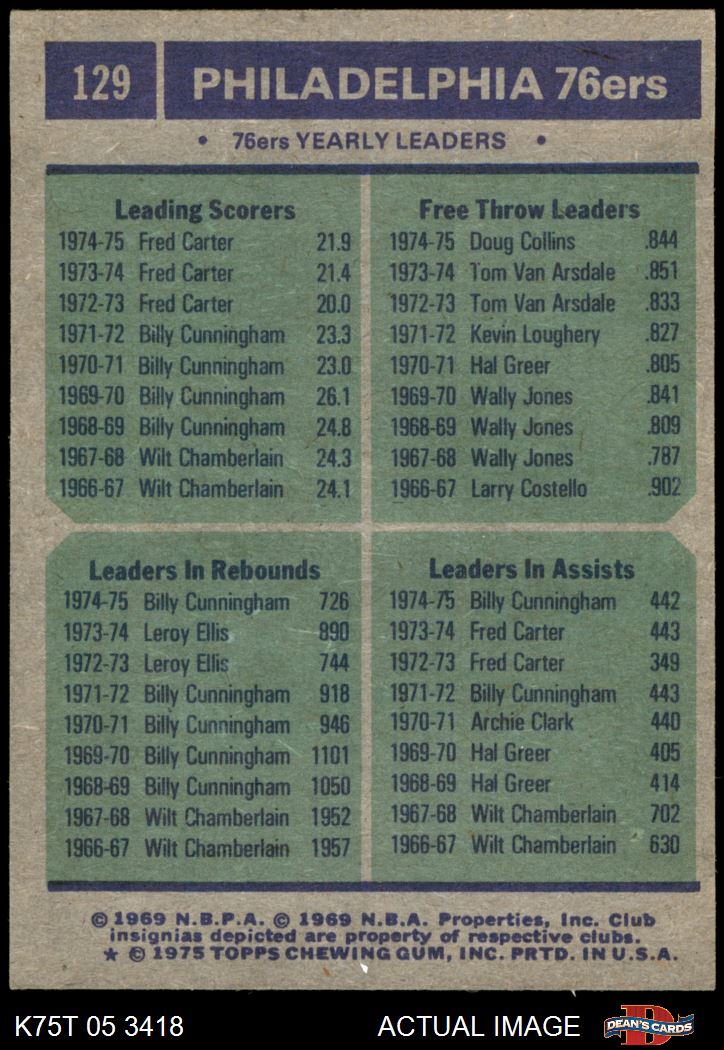 129 PHILADELPHIA 76ers
• 76ers YEARLY LEADERS •
Leading Scorers
1974-75 Fred Carter 21.9
1973-74 Fred Carter 21.4
1972-73 Fred Carter 20.0
1971-72 Billy Cunningham 23.3
1970-71 Billy Cunningham 23.0
1969-70 Billy Cunningham 26.1
1968-69 Billy Cunningham 24.8
1967-68 Wilt Chamberlain 24.3
1966-67 Wilt Chamberlain 24.1
Free Throw Leaders
1974-75 Doug Collins .844
1973-74 Tom Van Arsdale .851
1972-73 Tom Van Arsdale .833
1971-72 Kevin Loughery .827
1970-71 Hal Greer .805
1969-70 Wally Jones .841
1968-69 Wally Jones .809
1967-68 Wally Jones .787
1966-67 Larry Costello .902
Leaders In Rebounds
1974-75 Billy Cunningham 726
1973-74 Leroy Ellis 890
1972-73 Leroy Ellis 744
1971-72 Billy Cunningham 918
1970-71 Billy Cunningham 946
1969-70 Billy Cunningham 1101
1968-69 Billy Cunningham 1050
1967-68 Wilt Chamberlain 1952
1966-67 Wilt Chamberlain 1957
Leaders In Assists
1974-75 Billy Cunningham 442
1973-74 Fred Carter 443
1972-73 Fred Carter 349
1971-72 Billy Cunningham 443
1970-71 Archie Clark 440
1969-70 Hal Greer 405
1968-69 Hal Greer 414
1967-68 Wilt Chamberlain 702
1966-67 Wilt Chamberlain 630
© 1969 N.B.P.A. © 1969 N.B.A. Properties, Inc. Club
insignias depicted are property of respective clubs.
★ © 1975 TOPPS CHEWING GUM, INC. PRTD. IN U.S.A.
K75T 05 3418 ACTUAL IMAGE D DEAN'S CARDS